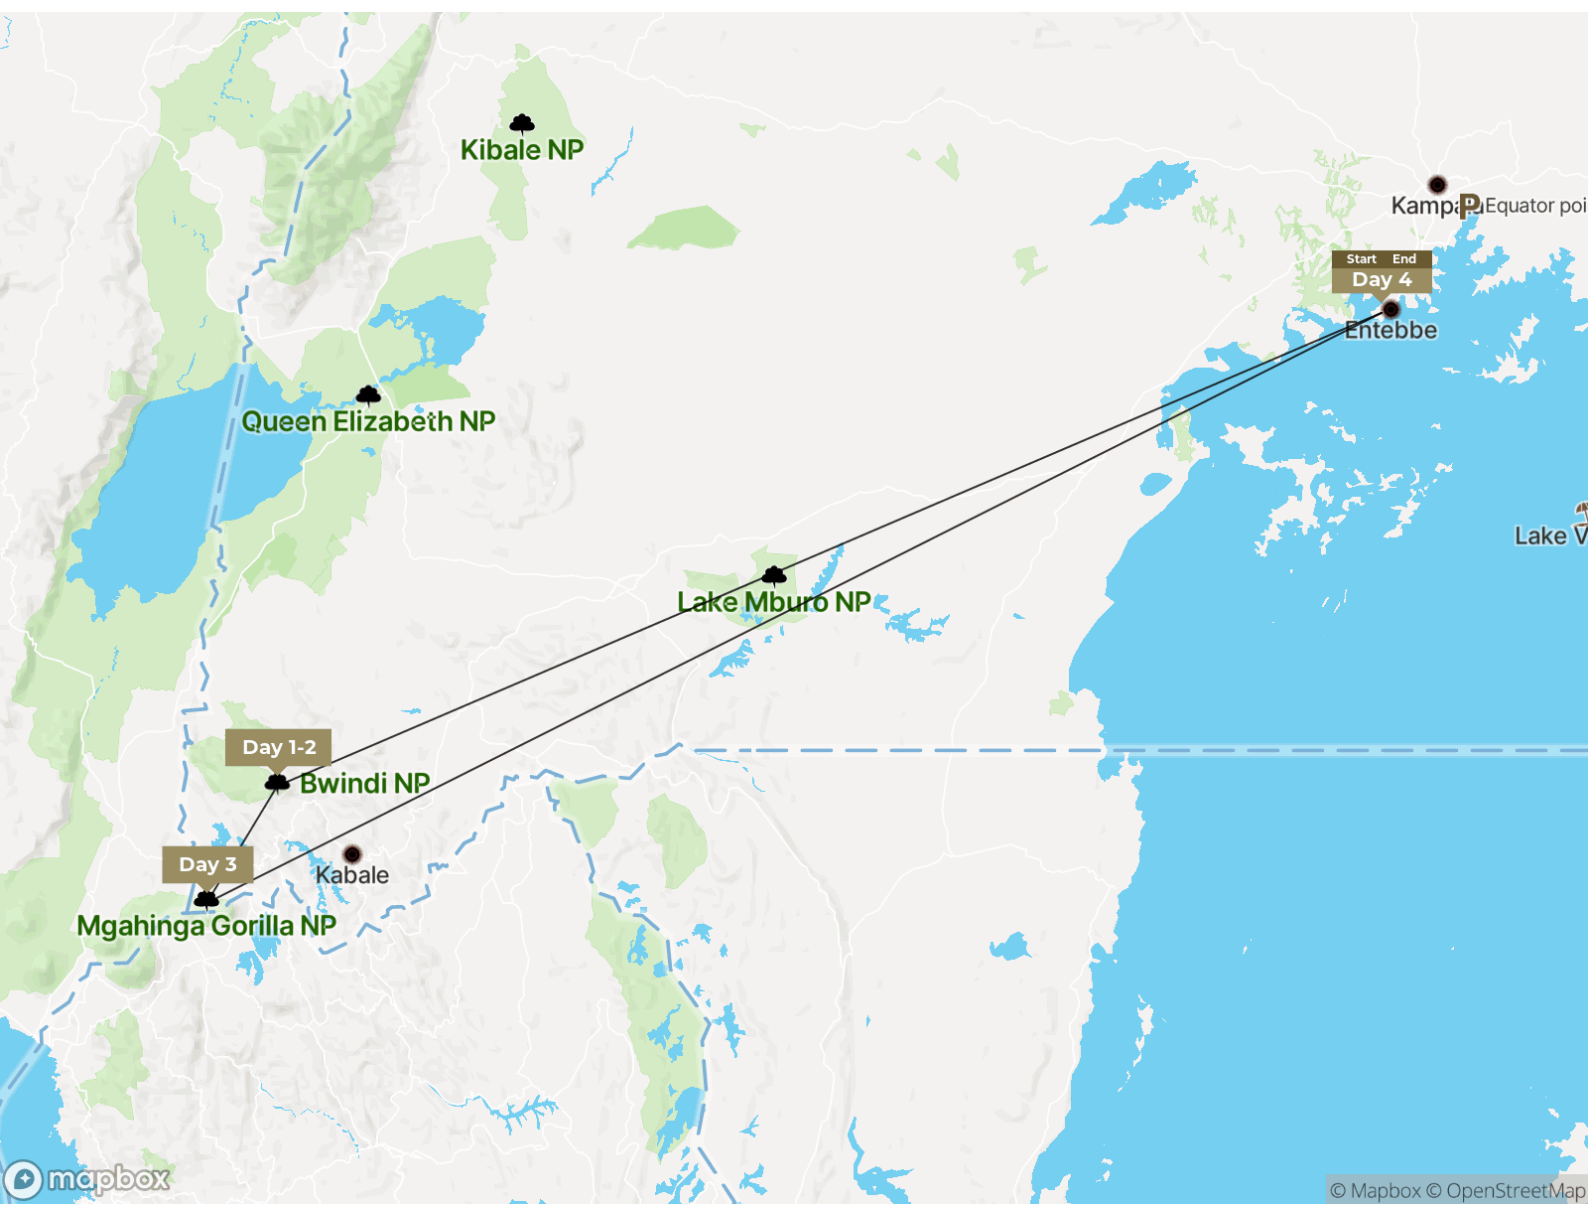 Kibale NP
Kampala
P
Equator poi
Start End
Day 4
Entebbe
Queen Elizabeth NP
Lake V
Lake Mburo NP
Day 1-2
Bwindi NP
Day 3
Kabale
Mgahinga Gorilla NP
mapbox
© Mapbox © OpenStreetMap